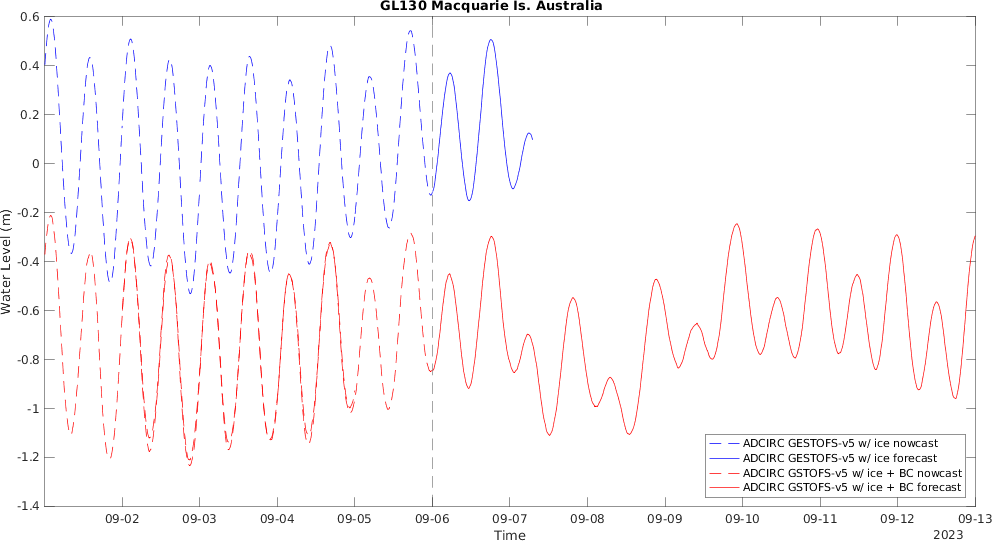 GL130 Macquarie Is. Australia
Water Level (m)
0.6
0.4
0.2
0
-0.2
-0.4
-0.6
-0.8
-1
-1.2
-1.4
ADCIRC GESTOFS-v5 w/ ice nowcast
ADCIRC GESTOFS-v5 w/ ice forecast
ADCIRC GSTOFS-v5 w/ ice + BC nowcast
ADCIRC GSTOFS-v5 w/ ice + BC forecast
09-02 09-03 09-04 09-05 09-06 09-07 09-08 09-09 09-10 09-11 09-12 09-13
Time
2023